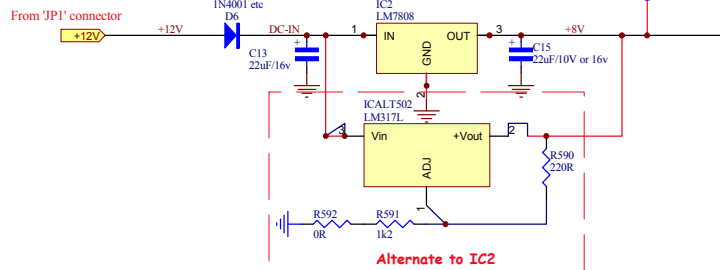 1N4001 etc
D6
From 'JP1' connector
+12V
+12V
DC-IN
C13
22uF/16v
IC2
LM7808
1
IN
OUT
3
GND
2
+8V
C15
22uF/10V or 16v
ICALT502
LM317L
3
Vin
+Vout
2
ADJ
1
R590
220R
R592
0R
R591
1k2
Alternate to IC2